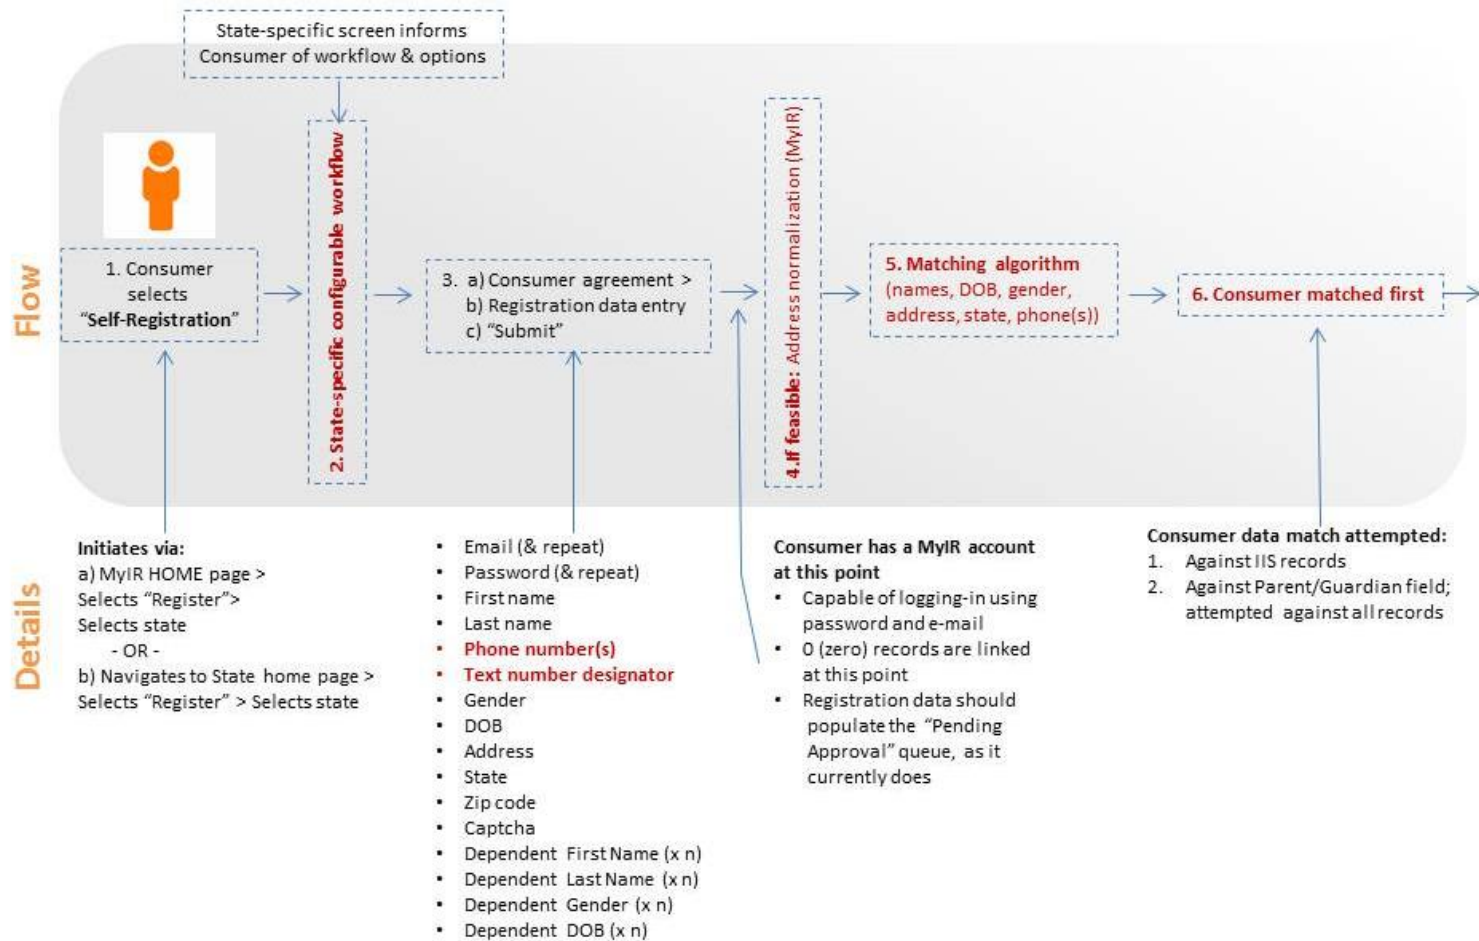 State-specific screen informs
Consumer of workflow & options
Flow
1. Consumer
selects
“Self-Registration”
2. State-specific configurable workflow
3. a) Consumer agreement >
b) Registration data entry
c) “Submit”
4.If feasible: Address normalization (MyIR)
5. Matching algorithm
(names, DOB, gender,
address, state, phone(s))
6. Consumer matched first
Details
Initiates via:
a) MyIR HOME page >
Selects “Register”>
Selects state
- OR -
b) Navigates to State home page >
Selects “Register” > Selects state
• Email (& repeat)
• Password (& repeat)
• First name
• Last name
• Phone number(s)
• Text number designator
• Gender
• DOB
• Address
• State
• Zip code
• Captcha
• Dependent First Name (x n)
• Dependent Last Name (x n)
• Dependent Gender (x n)
• Dependent DOB (x n)
Consumer has a MyIR account
at this point
• Capable of logging-in using
password and e-mail
• 0 (zero) records are linked
at this point
• Registration data should
populate the “Pending
Approval” queue, as it
currently does
Consumer data match attempted:
1. Against IIS records
2. Against Parent/Guardian field;
attempted against all records